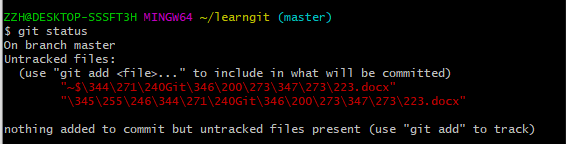 ZZH@DESKTOP-SSSFT3H MINGW64 ~/learngit (master)
$ git status
On branch master
Untracked files:
  (use "git add <file>..." to include in what will be committed)
        "~$\344\271\240Git\346\200\273\347\273\223.docx"
        "\345\255\246\344\271\240Git\346\200\273\347\273\223.docx"
nothing added to commit but untracked files present (use "git add" to track)